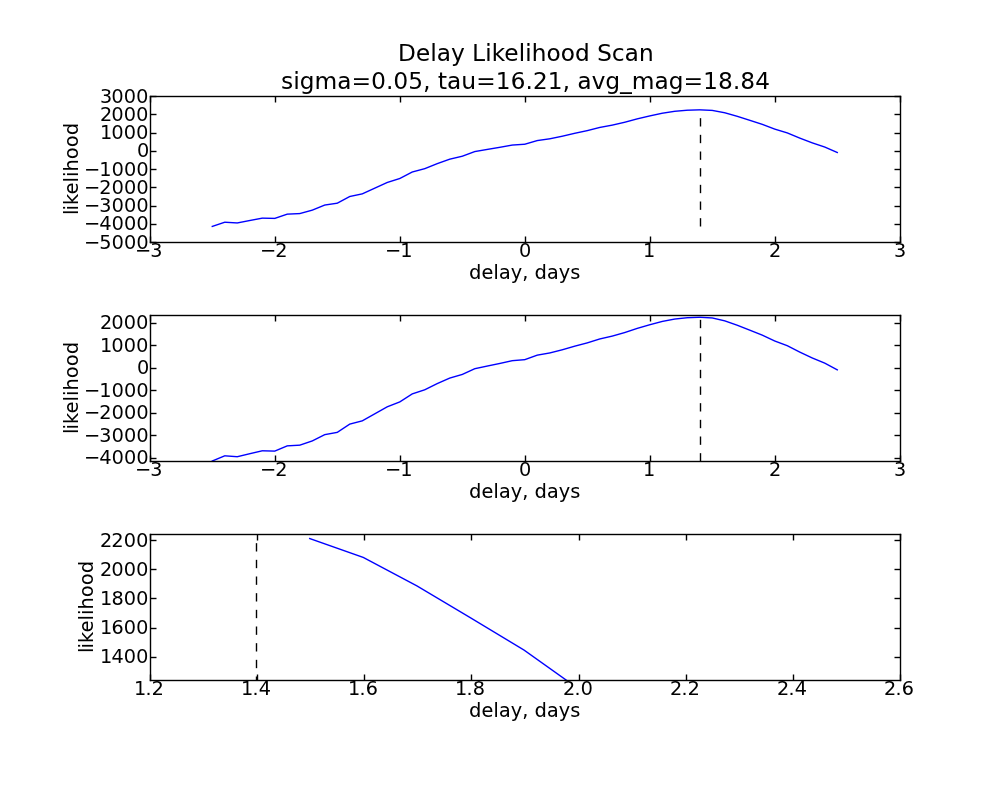 Delay Likelihood Scan
sigma=0.05, tau=16.21, avg_mag=18.84
3000
2000
1000
0
−1000
−2000
−3000
−4000
−5000
likelihood
−3 −2 −1 0 1 2 3
delay, days
2000
1000
0
−1000
−2000
−3000
−4000
likelihood
−3 −2 −1 0 1 2 3
delay, days
2200
2000
1800
1600
1400
likelihood
1.2 1.4 1.6 1.8 2.0 2.2 2.4 2.6
delay, days